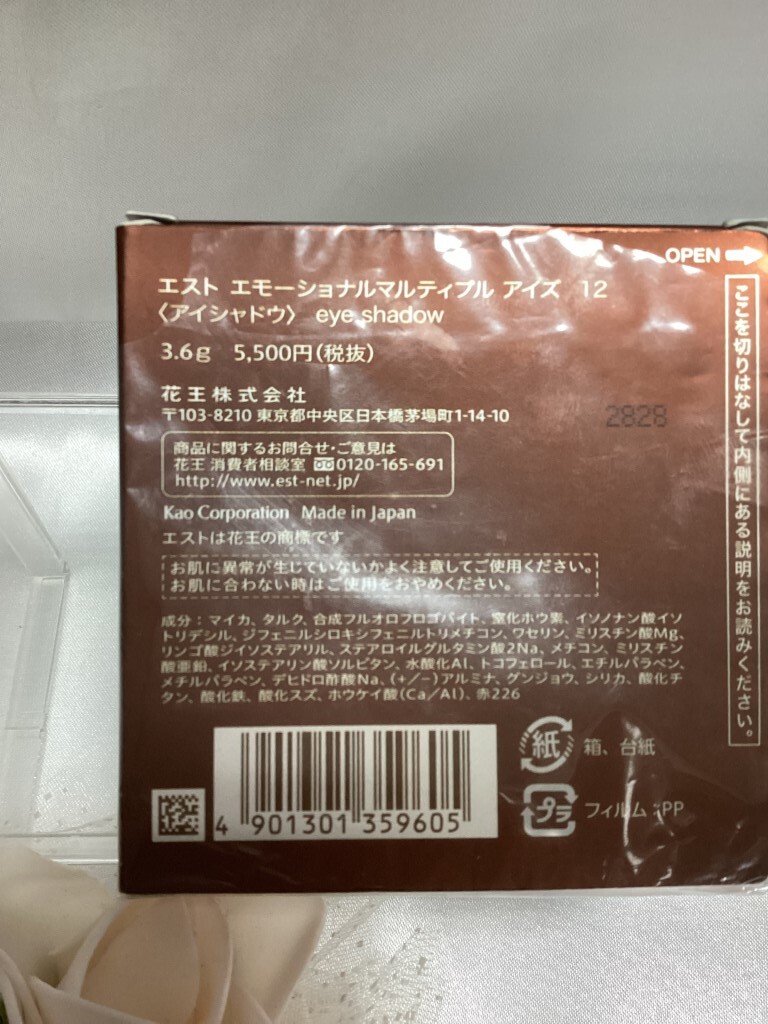 OPEN
エスト エモーショナルマルティプル アイズ 12
〈アイシャドウ〉 eye shadow
3.6g 5,500円(税抜)
花王株式会社
〒103-8210 東京都中央区日本橋茅場町1-14-10
2828
商品に関するお問合せ・ご意見は
花王 消費者相談室 0120-165-691
http://www.est-net.jp/
Kao Corporation Made in Japan
エストは花王の商標です
お肌に異常が生じていないかよく注意してご使用ください。
お肌に合わない時はご使用をおやめください。
成分：マイカ、タルク、合成フルオロフロゴパイト、窒化ホウ素、イソノナン酸イソ
トリデシル、ジフェニルシロキシフェニルトリメチコン、ワセリン、ミリスチン酸Mg、
リンゴ酸ジイソステアリル、ステアロイルグルタミン酸2Na、メチコン、ミリスチン
酸亜鉛、イソステアリン酸ソルビタン、水酸化Al、トコフェロール、エチルパラベン、
メチルパラベン、デヒドロ酢酸Na、(+/−)アルミナ、グンジョウ、シリカ、酸化チ
タン、酸化鉄、酸化スズ、ホウケイ酸(Ca/Al)、赤226
ここを切りはなして内側にある説明をお読みください。
紙 箱、台紙
プラ フィルム：PP
4 901301 359605